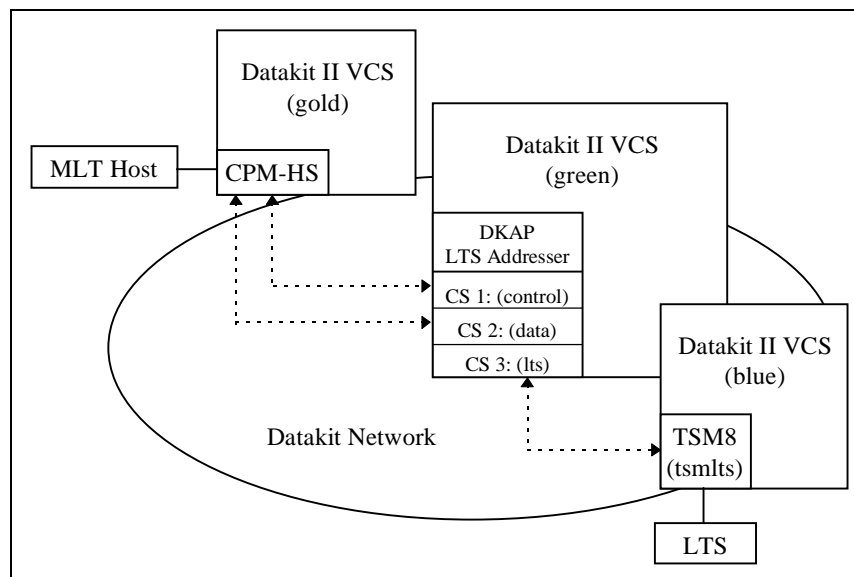 Datakit II VCS
(gold)
MLT Host
CPM-HS
Datakit II VCS
(green)
DKAP
LTS Addresser
CS 1: (control)
CS 2: (data)
CS 3: (lts)
Datakit II VCS
(blue)
Datakit Network
TSM8
(tsmlts)
LTS